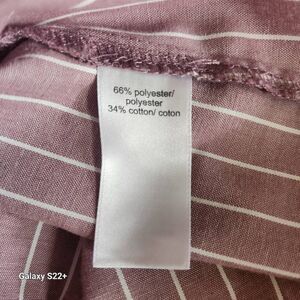 66% polyester/
polyester
34% cotton/ coton
Galaxy S22+